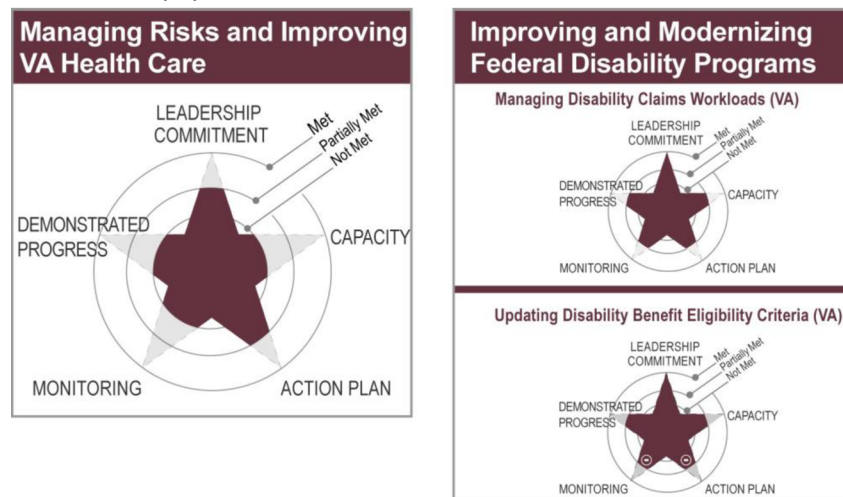 Managing Risks and Improving
VA Health Care
LEADERSHIP
COMMITMENT
Met
Partially Met
Not Met
DEMONSTRATED
PROGRESS
CAPACITY
MONITORING
ACTION PLAN
Improving and Modernizing
Federal Disability Programs
Managing Disability Claims Workloads (VA)
LEADERSHIP
COMMITMENT
Met
Partially Met
Not Met
DEMONSTRATED
PROGRESS
CAPACITY
MONITORING
ACTION PLAN
Updating Disability Benefit Eligibility Criteria (VA)
LEADERSHIP
COMMITMENT
Met
Partially Met
Not Met
DEMONSTRATED
PROGRESS
CAPACITY
MONITORING
ACTION PLAN